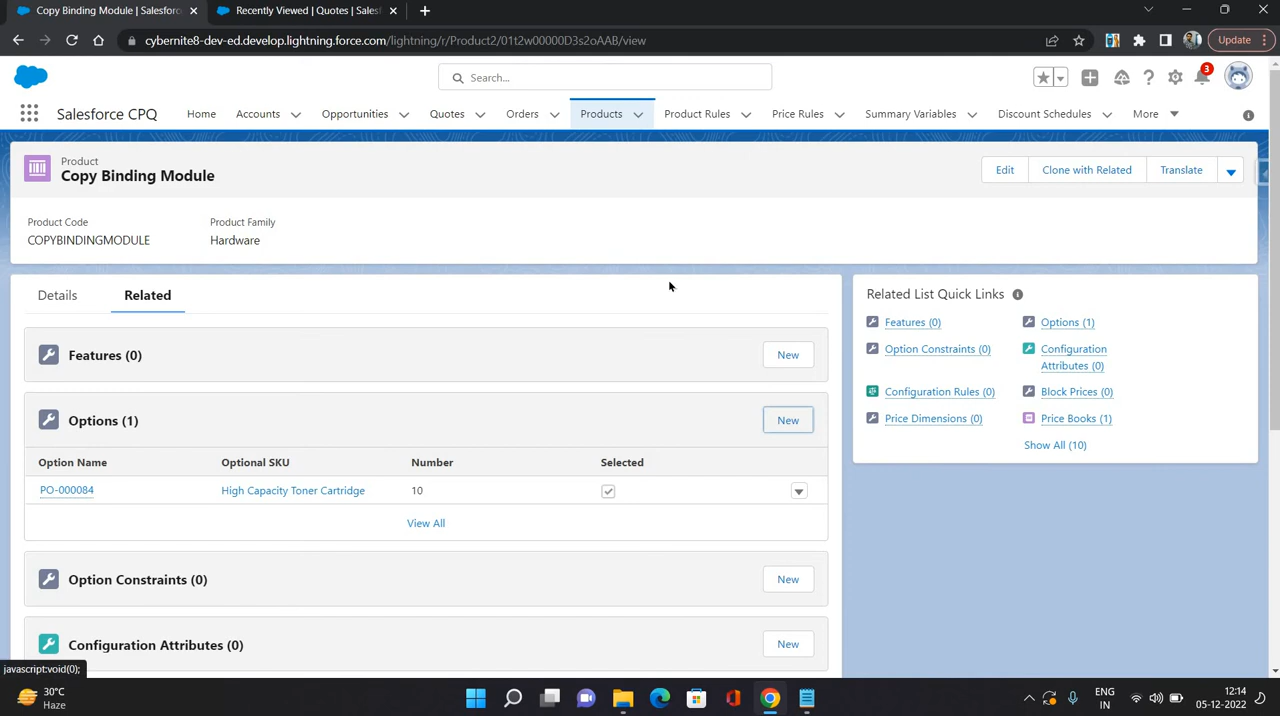 Copy Binding Module | Salesforc
Recently Viewed | Quotes | Salesf
cybernite8-dev-ed.develop.lightning.force.com/lightning/r/Product2/01t2w00000D3s2oAAB/view
Update
Search...
3
Salesforce CPQ
Home
Accounts
Opportunities
Quotes
Orders
Products
Product Rules
Price Rules
Summary Variables
Discount Schedules
More
Product
Copy Binding Module
Edit
Clone with Related
Translate
Product Code
Product Family
COPYBINDINGMODULE
Hardware
Details
Related
Related List Quick Links
Features (0)
Options (1)
Option Constraints (0)
Configuration
Attributes (0)
Configuration Rules (0)
Block Prices (0)
Price Dimensions (0)
Price Books (1)
Show All (10)
Features (0)
New
Options (1)
New
Option Name
Optional SKU
Number
Selected
PO-000084
High Capacity Toner Cartridge
10
View All
Option Constraints (0)
New
Configuration Attributes (0)
New
javascript:void(0);
30°C
Haze
ENG
IN
12:14
05-12-2022